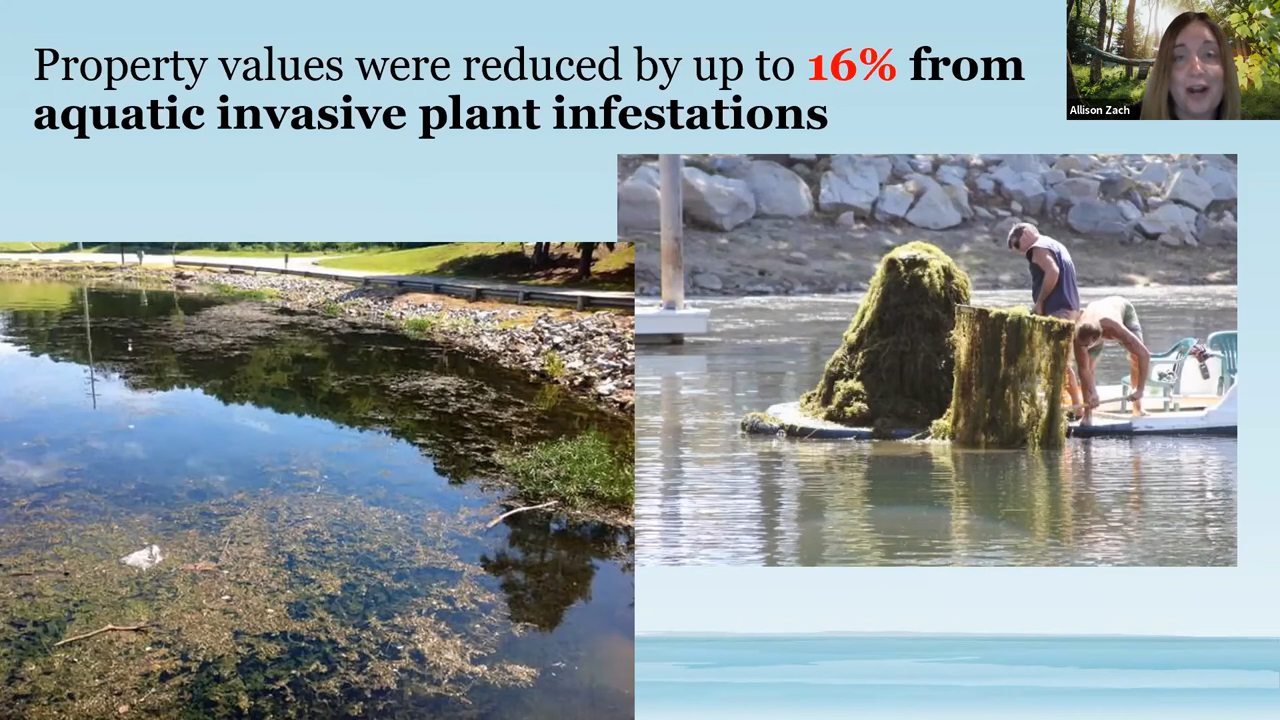 Property values were reduced by up to 16% from
aquatic invasive plant infestations
Allison Zach